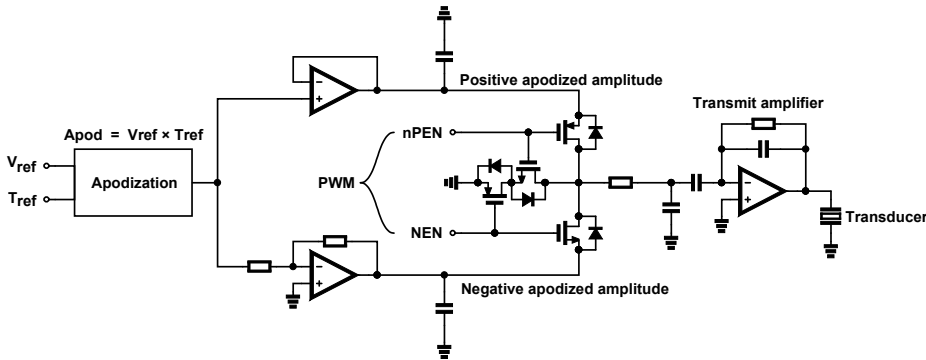 Positive apodized amplitude
Transmit amplifier
Apod = Vref × Tref
nPEN
Vref
Apodization
PWM
Tref
NEN
Transducer
Negative apodized amplitude